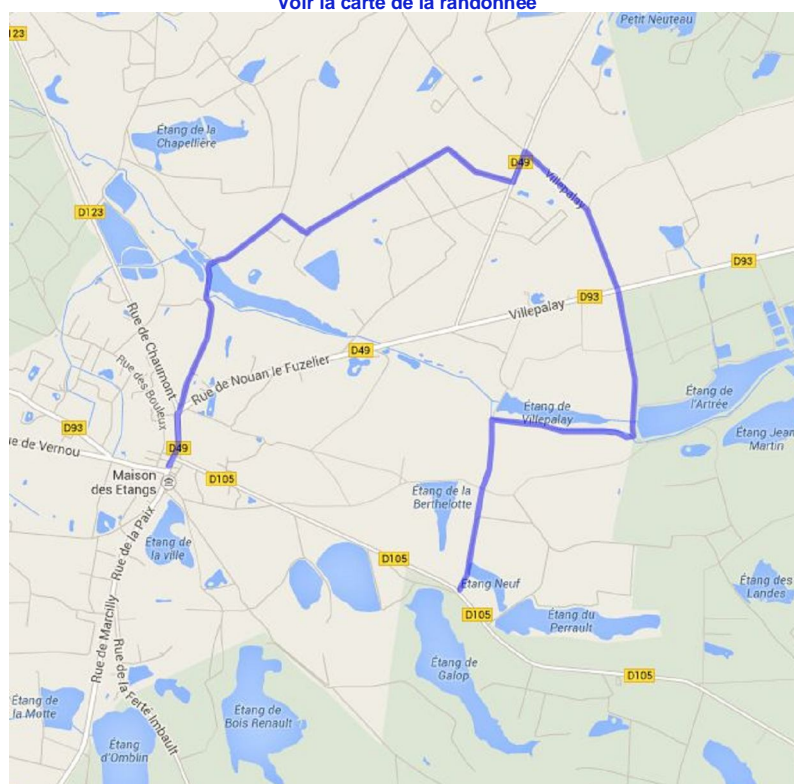 Voir la carte de la randonnée
Petit Neuteau
123
Étang de la
Chapellière
D49
Villepalay
D123
D93
D93
Villepalay
Rue de Chaumont
D49
Rue de Nouan le Fuzelier
Rue des Bouleux
Étang de
l'Artrée
Étang de
Villepalay
D93
Étang Jean
Martin
ue de Vernou
D49
Maison
des Etangs
D105
Étang de la
Berthelotte
Rue de la Paix
Étang de
la ville
D105
Étang Neuf
Étang des
Landes
D105
Étang du
Perrault
Rue de Marcilly
Rue de la Ferté Imbault
Étang de
Galop
D105
Étang de
la Motte
Étang de
Bois Renault
Étang
d'Omblin